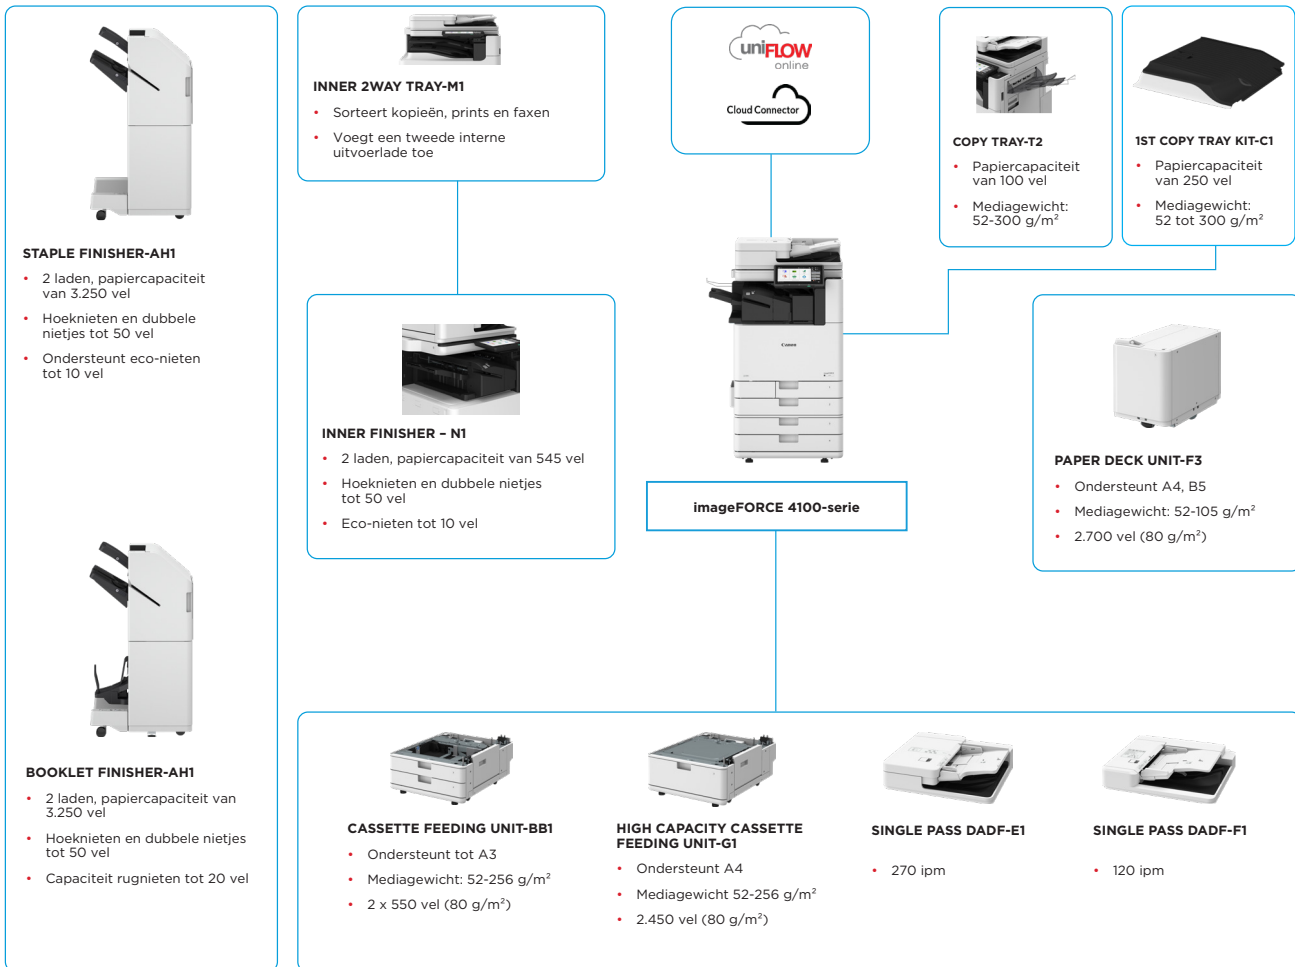 STAPLE FINISHER-AH1
• 2 laden, papiercapaciteit
van 3.250 vel
• Hoeknieten en dubbele
nietjes tot 50 vel
• Ondersteunt eco-nieten
tot 10 vel
BOOKLET FINISHER-AH1
• 2 laden, papiercapaciteit van
3.250 vel
• Hoeknieten en dubbele nietjes
tot 50 vel
• Capaciteit rugnieten tot 20 vel
INNER 2WAY TRAY-M1
• Sorteert kopieën, prints en faxen
• Voegt een tweede interne
uitvoerlade toe
INNER FINISHER – N1
• 2 laden, papiercapaciteit van 545 vel
• Hoeknieten en dubbele nietjes
tot 50 vel
• Eco-nieten tot 10 vel
uniFLOW
online
Cloud Connector
Canon
imageFORCE 4100-serie
COPY TRAY-T2
• Papiercapaciteit
van 100 vel
• Mediagewicht:
52-300 g/m²
1ST COPY TRAY KIT-C1
• Papiercapaciteit
van 250 vel
• Mediagewicht:
52 tot 300 g/m²
PAPER DECK UNIT-F3
• Ondersteunt A4, B5
• Mediagewicht: 52-105 g/m²
• 2.700 vel (80 g/m²)
CASSETTE FEEDING UNIT-BB1
• Ondersteunt tot A3
• Mediagewicht: 52-256 g/m²
• 2 x 550 vel (80 g/m²)
HIGH CAPACITY CASSETTE
FEEDING UNIT-G1
• Ondersteunt A4
• Mediagewicht 52-256 g/m²
• 2.450 vel (80 g/m²)
SINGLE PASS DADF-E1
• 270 ipm
SINGLE PASS DADF-F1
• 120 ipm